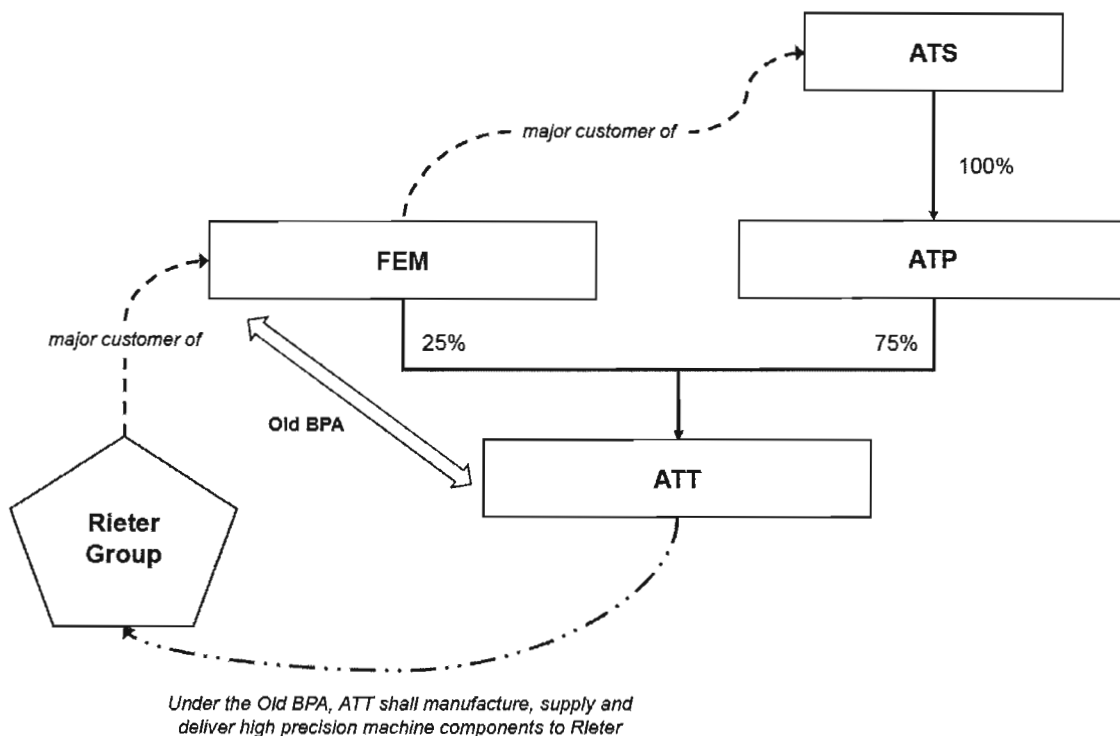 ATS
major customer of
100%
FEM
ATP
major customer of
25%
75%
Old BPA
ATT
Rieter
Group
Under the Old BPA, ATT shall manufacture, supply and
deliver high precision machine components to Rieter